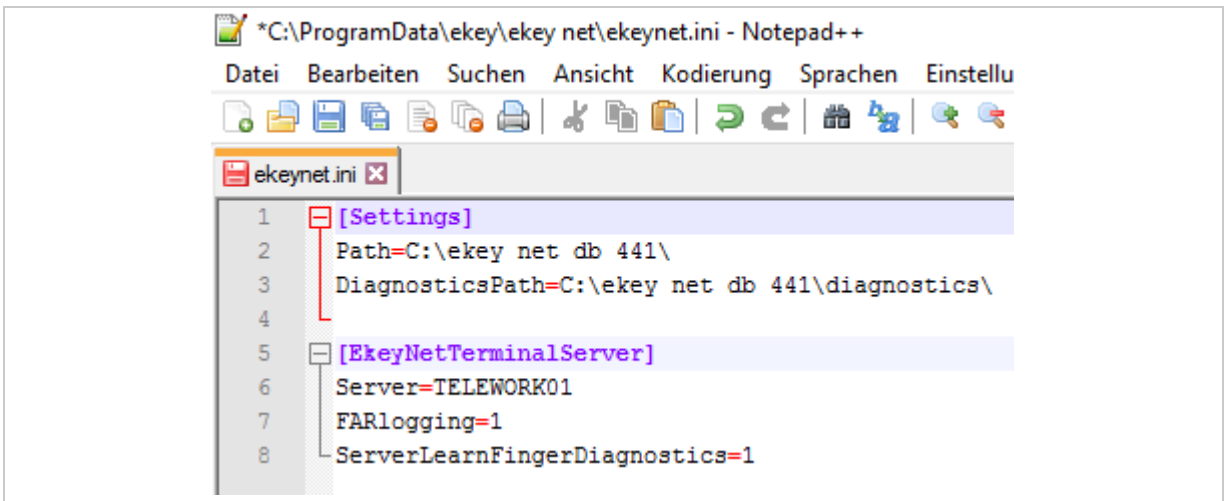 *C:\ProgramData\ekey\ekey net\ekeynet.ini - Notepad++
Datei Bearbeiten Suchen Ansicht Kodierung Sprachen Einstellu
ekeynet.ini
1 [Settings]
2 Path=C:\ekey net db 441\
3 DiagnosticsPath=C:\ekey net db 441\diagnostics\
4
5 [EkeyNetTerminalServer]
6 Server=TELEWORK01
7 FARlogging=1
8 ServerLearnFingerDiagnostics=1